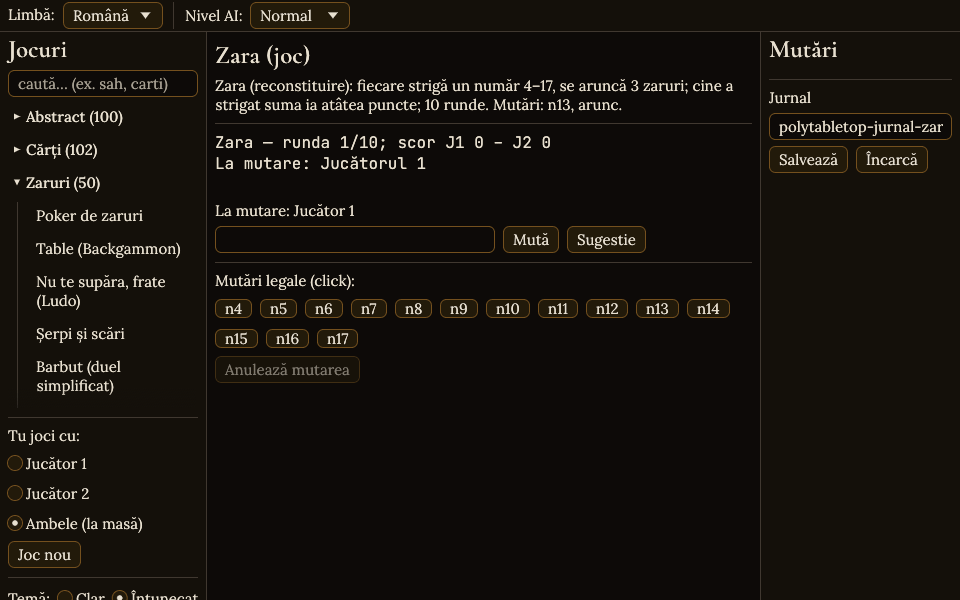 Limbă: Română ▼ Nivel AI: Normal ▼
Jocuri
caută... (ex. sah, carti)
▸ Abstract (100)
▸ Cărți (102)
▾ Zaruri (50)
Poker de zaruri
Table (Backgammon)
Nu te supăra, frate
(Ludo)
Șerpi și scări
Barbut (duel
simplificat)
Tu joci cu:
Jucător 1
Jucător 2
Ambele (la masă)
Joc nou
Temă: Clar Întunecat
Zara (joc)
Zara (reconstituire): fiecare strigă un număr 4–17, se aruncă 3 zaruri; cine a
strigat suma ia atâtea puncte; 10 runde. Mutări: n13, arunc.
Zara — runda 1/10; scor J1 0 – J2 0
La mutare: Jucătorul 1
La mutare: Jucător 1
Mută Sugestie
Mutări legale (click):
n4 n5 n6 n7 n8 n9 n10 n11 n12 n13 n14
n15 n16 n17
Anulează mutarea
Mutări
Jurnal
polytabletop-jurnal-zar
Salvează Încarcă